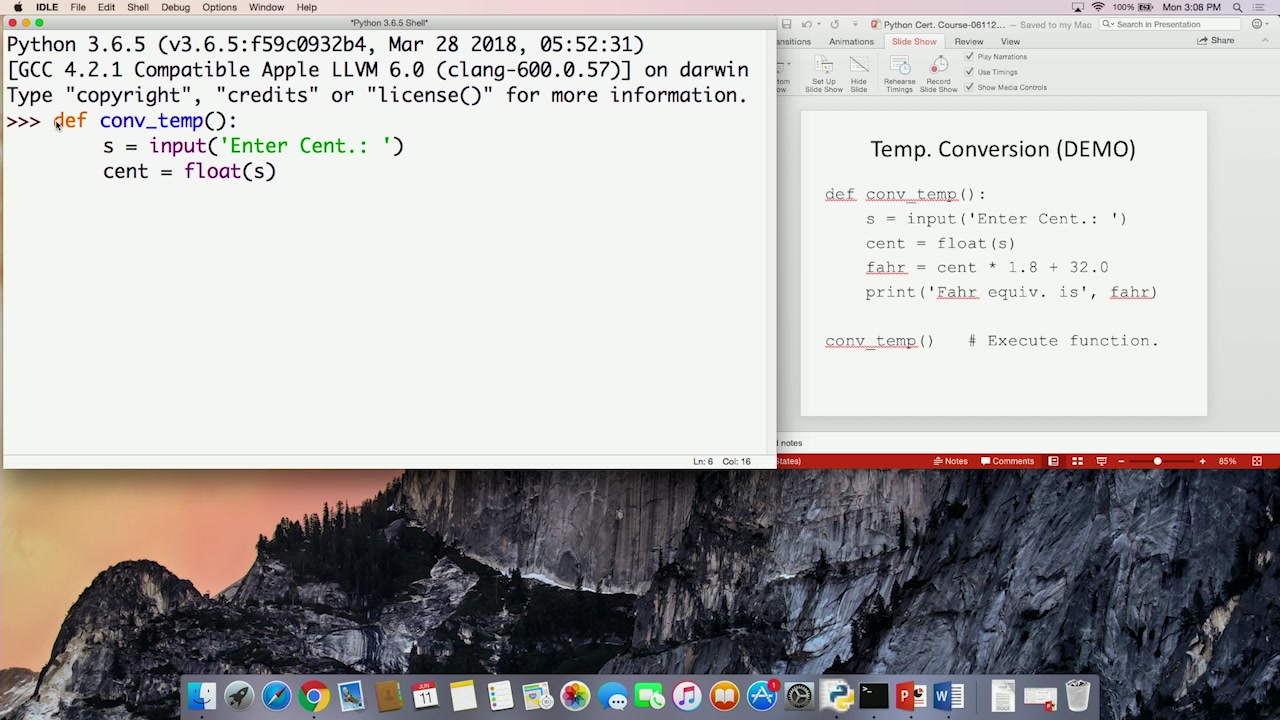 IDLE File Edit Shell Debug Options Window Help
100% Mon 3:08 PM
*Python 3.6.5 Shell*
Python 3.6.5 (v3.6.5:f59c0932b4, Mar 28 2018, 05:52:31)
[GCC 4.2.1 Compatible Apple LLVM 6.0 (clang-600.0.57)] on darwin
Type "copyright", "credits" or "license()" for more information.
>>> def conv_temp():
s = input('Enter Cent.: ')
cent = float(s)
Ln: 6 Col: 16
Python Cert. Course-06112... — Saved to my Mac
Search in Presentation
nsitions Animations Slide Show Review View
Share
Set Up
Slide Show
Hide
Slide
Rehearse
Timings
Record
Slide Show
Play Narrations
Use Timings
Show Media Controls
Temp. Conversion (DEMO)
def conv_temp():
s = input('Enter Cent.: ')
cent = float(s)
fahr = cent * 1.8 + 32.0
print('Fahr equiv. is', fahr)
conv_temp() # Execute function.
notes
States)
Notes Comments 85%
11
1